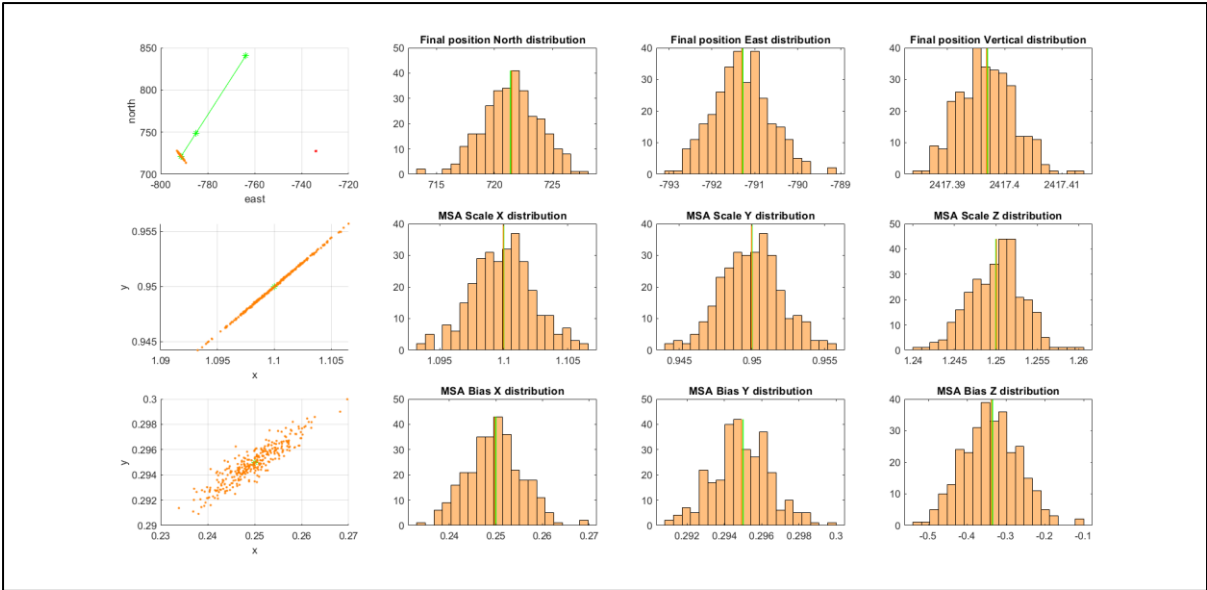 Final position North distribution
Final position East distribution
Final position Vertical distribution
850
800
750
700
north
-800 -780 -760 -740 -720
east
50
40
30
20
10
0
715 720 725
40
30
20
10
0
-793 -792 -791 -790 -789
40
30
20
10
0
2417.39 2417.4 2417.41
MSA Scale X distribution
MSA Scale Y distribution
MSA Scale Z distribution
0.955
0.95
0.945
y
1.09 1.095 1.1 1.105
x
40
30
20
10
0
1.095 1.1 1.105
40
30
20
10
0
0.945 0.95 0.955
50
40
30
20
10
0
1.24 1.245 1.25 1.255 1.26
MSA Bias X distribution
MSA Bias Y distribution
MSA Bias Z distribution
0.3
0.298
0.296
0.294
0.292
0.29
y
0.23 0.24 0.25 0.26 0.27
x
50
40
30
20
10
0
0.24 0.25 0.26 0.27
50
40
30
20
10
0
0.292 0.294 0.296 0.298 0.3
40
30
20
10
0
-0.5 -0.4 -0.3 -0.2 -0.1